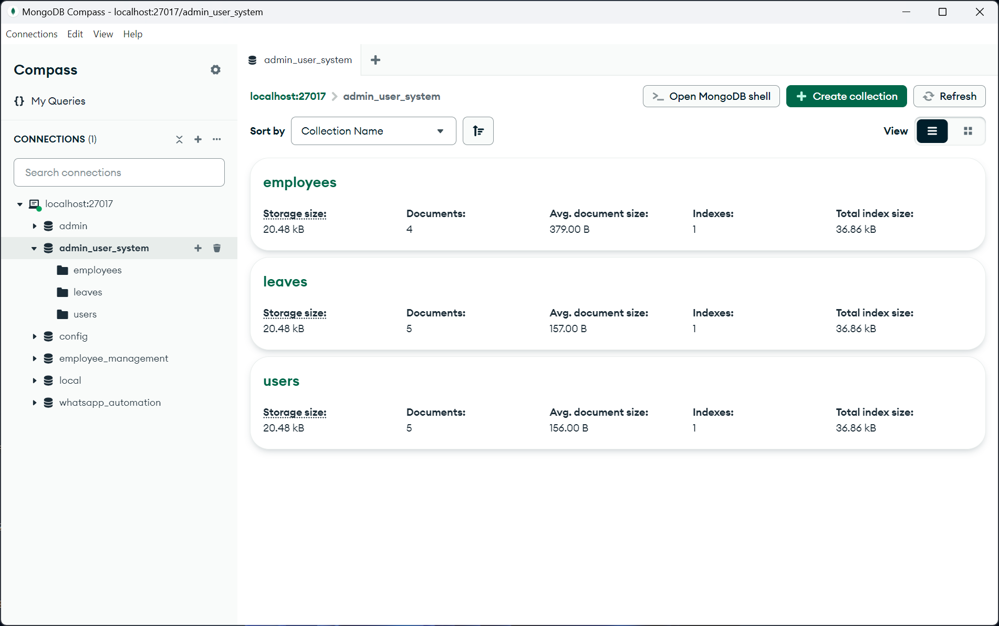 MongoDB Compass - localhost:27017/admin_user_system
Connections Edit View Help
Compass
{} My Queries
CONNECTIONS (1)
Search connections
localhost:27017
admin
admin_user_system
employees
leaves
users
config
employee_management
local
whatsapp_automation
admin_user_system
localhost:27017 admin_user_system
>_ Open MongoDB shell
Create collection
Refresh
Sort by Collection Name
View
employees
Storage size: Documents: Avg. document size: Indexes: Total index size:
20.48 kB 4 379.00 B 1 36.86 kB
leaves
Storage size: Documents: Avg. document size: Indexes: Total index size:
20.48 kB 5 157.00 B 1 36.86 kB
users
Storage size: Documents: Avg. document size: Indexes: Total index size:
20.48 kB 5 156.00 B 1 36.86 kB